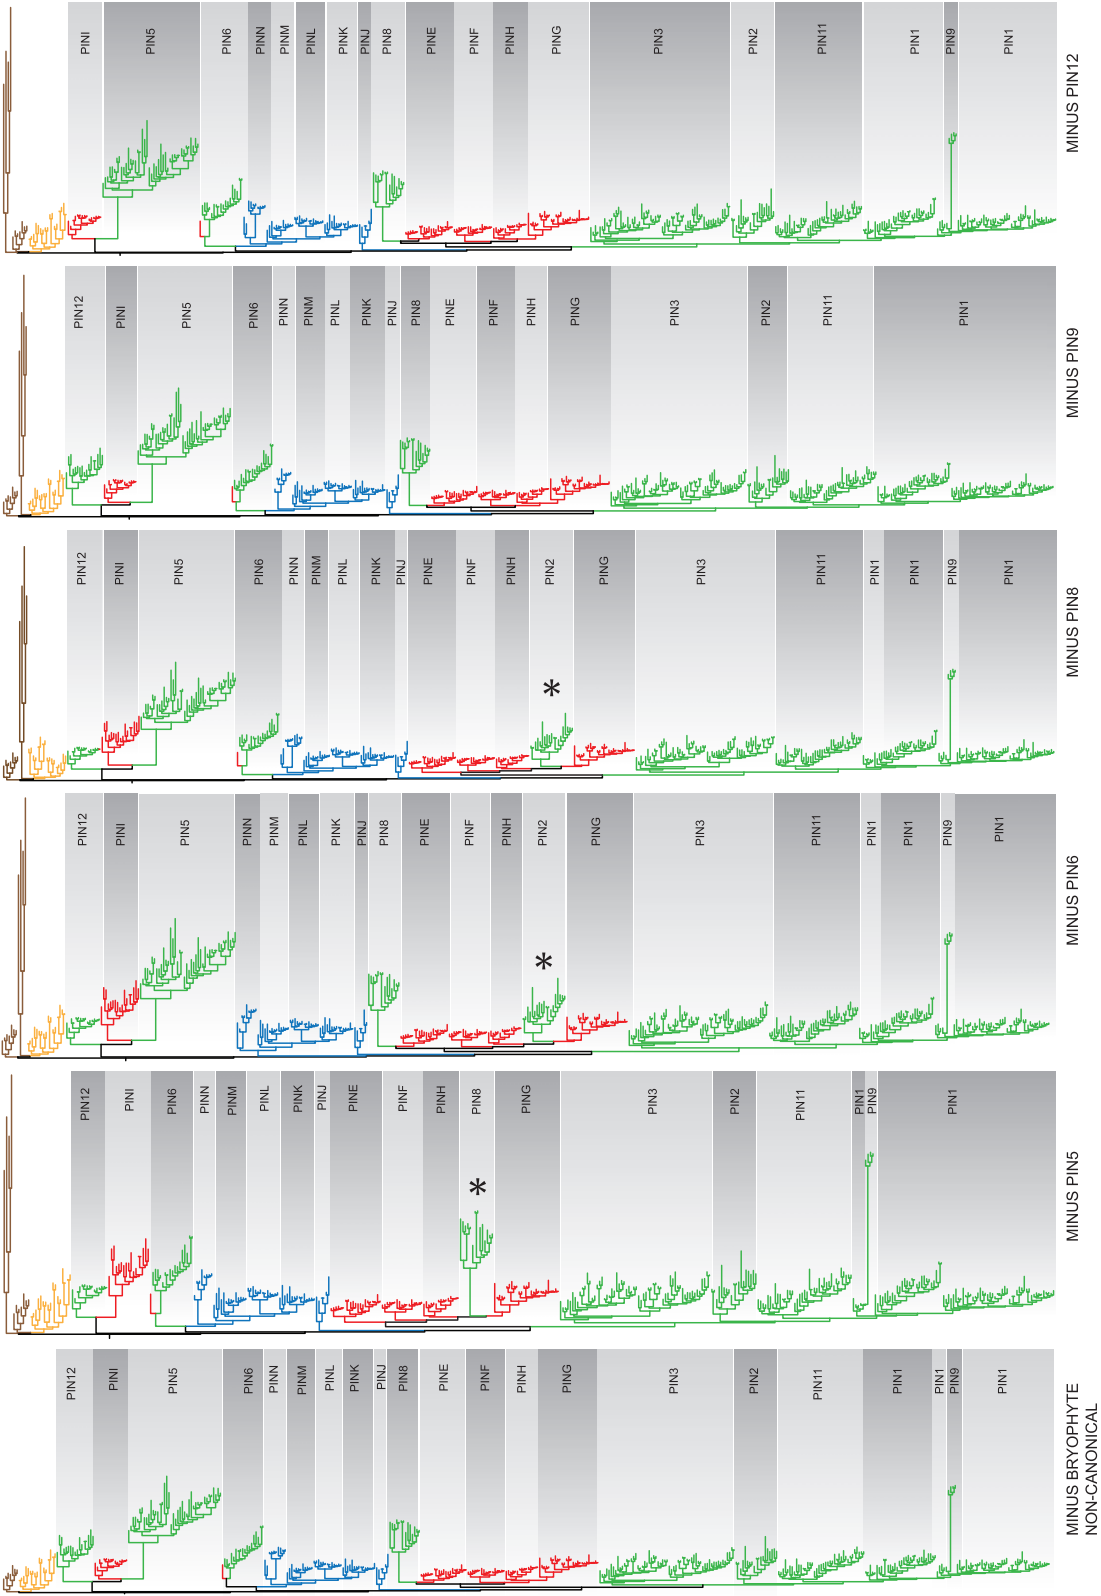 PINI
PIN5
PIN6
PINN
PINM
PINL
PINK
PINJ
PIN8
PINE
PINF
PINH
PING
PIN3
PIN2
PIN11
PIN1
PIN9
PIN1
MINUS PIN12
PIN12
PINI
PIN5
PIN6
PINN
PINM
PINL
PINK
PINJ
PIN8
PINE
PINF
PINH
PING
PIN3
PIN2
PIN11
PIN1
MINUS PIN9
PIN12
PINI
PIN5
PIN6
PINN
PINM
PINL
PINK
PINJ
PINE
PINF
PINH
PIN2
PING
PIN3
PIN11
PIN1
PIN1
PIN9
PIN1
*
MINUS PIN8
PIN12
PINI
PIN5
PINN
PINM
PINL
PINK
PINJ
PIN8
PINE
PINF
PINH
PIN2
PING
PIN3
PIN11
PIN1
PIN1
PIN9
PIN1
*
MINUS PIN6
PIN12
PINI
PIN6
PINN
PINM
PINL
PINK
PINJ
PINE
PINF
PINH
PIN8
PING
PIN3
PIN2
PIN11
PIN1
PIN9
PIN1
*
MINUS PIN5
PIN12
PINI
PIN5
PIN6
PINN
PINM
PINL
PINK
PINJ
PIN8
PINE
PINF
PINH
PING
PIN3
PIN2
PIN11
PIN1
PIN1
PIN9
PIN1
MINUS BRYOPHYTE
NON-CANONICAL